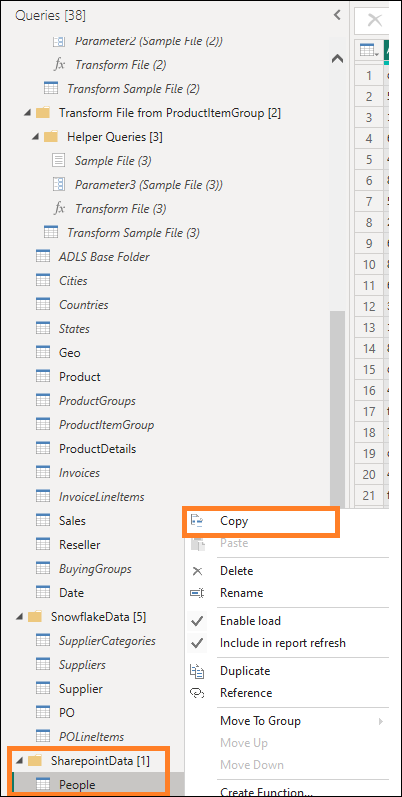 Queries [38]
Parameter2 (Sample File (2))
fx Transform File (2)
Transform Sample File (2)
Transform File from ProductItemGroup [2]
Helper Queries [3]
Sample File (3)
Parameter3 (Sample File (3))
fx Transform File (3)
Transform Sample File (3)
ADLS Base Folder
Cities
Countries
States
Geo
Product
ProductGroups
ProductItemGroup
ProductDetails
Invoices
InvoiceLineItems
Sales
Reseller
BuyingGroups
Date
SnowflakeData [5]
SupplierCategories
Suppliers
Supplier
PO
POLineItems
SharepointData [1]
People
1
2
3
4
5
6
7
8
9
10
11
12
13
14
15
16
17
18
19
20
21
Copy
Paste
Delete
Rename
Enable load
Include in report refresh
Duplicate
Reference
Move To Group
Move Up
Move Down
Create Function...